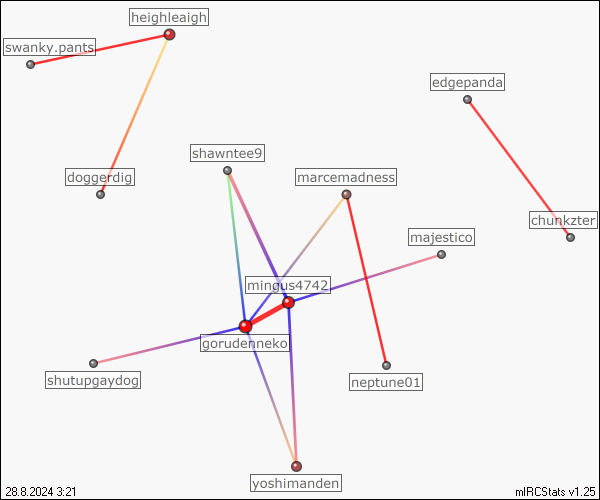 heighleaigh
swanky.pants
edgepanda
shawntee9
doggerdig
marcemadness
chunkzter
majestico
mingus4742
gorudenneko
shutupgaydog
neptune01
yoshimanden
28.8.2024 3:21
mIRCStats v1.25